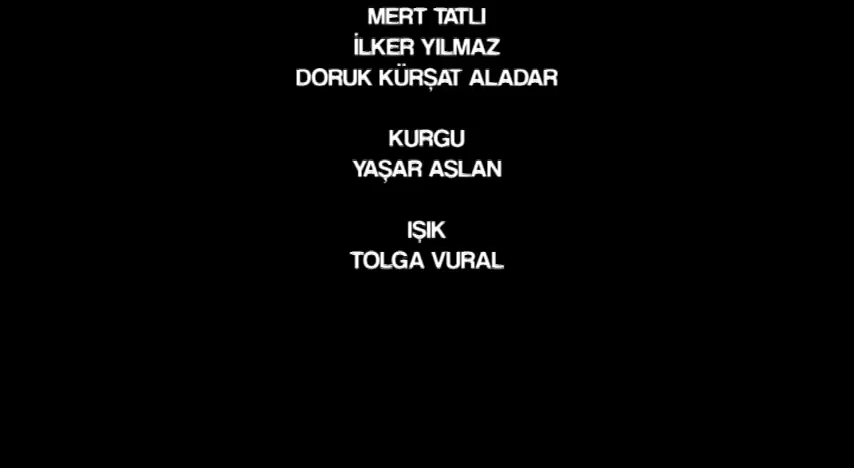 MERT TATLI
İLKER YILMAZ
DORUK KÜRŞAT ALADAR
KURGU
YAŞAR ASLAN
IŞIK
TOLGA VURAL